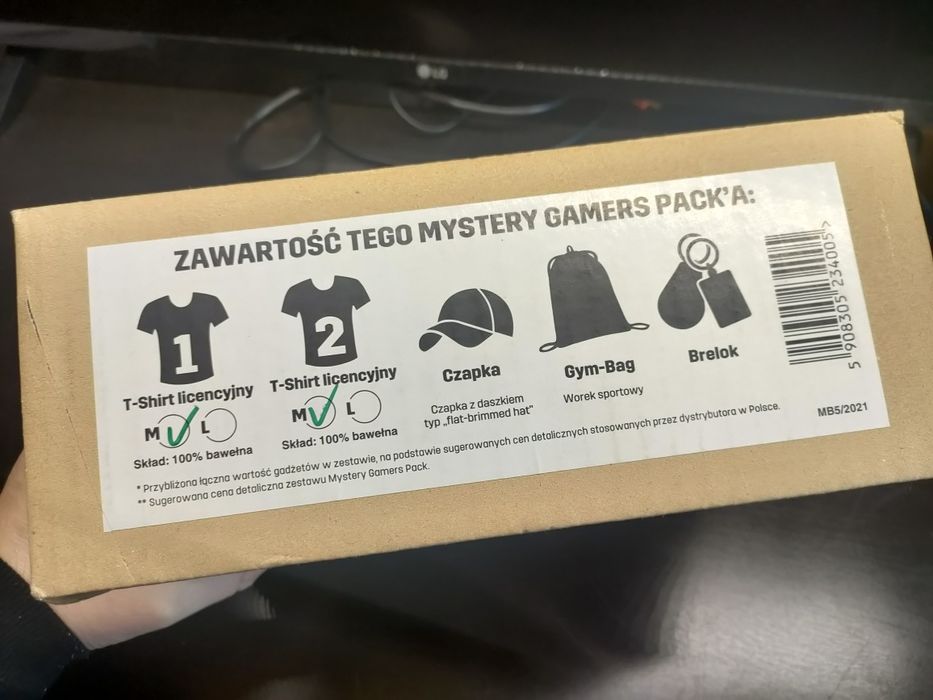 LG
ZAWARTOŚĆ TEGO MYSTERY GAMERS PACK'A:
1
2
T-Shirt licencyjny
T-Shirt licencyjny
Czapka
Gym-Bag
Brelok
M L
M L
Czapka z daszkiem
typ „flat-brimmed hat"
Worek sportowy
Skład: 100% bawełna
Skład: 100% bawełna
5 908305 234005 >
MB5/2021
* Przybliżona łączna wartość gadżetów w zestawie, na podstawie sugerowanych cen detalicznych stosowanych przez dystrybutora w Polsce.
** Sugerowana cena detaliczna zestawu Mystery Gamers Pack.